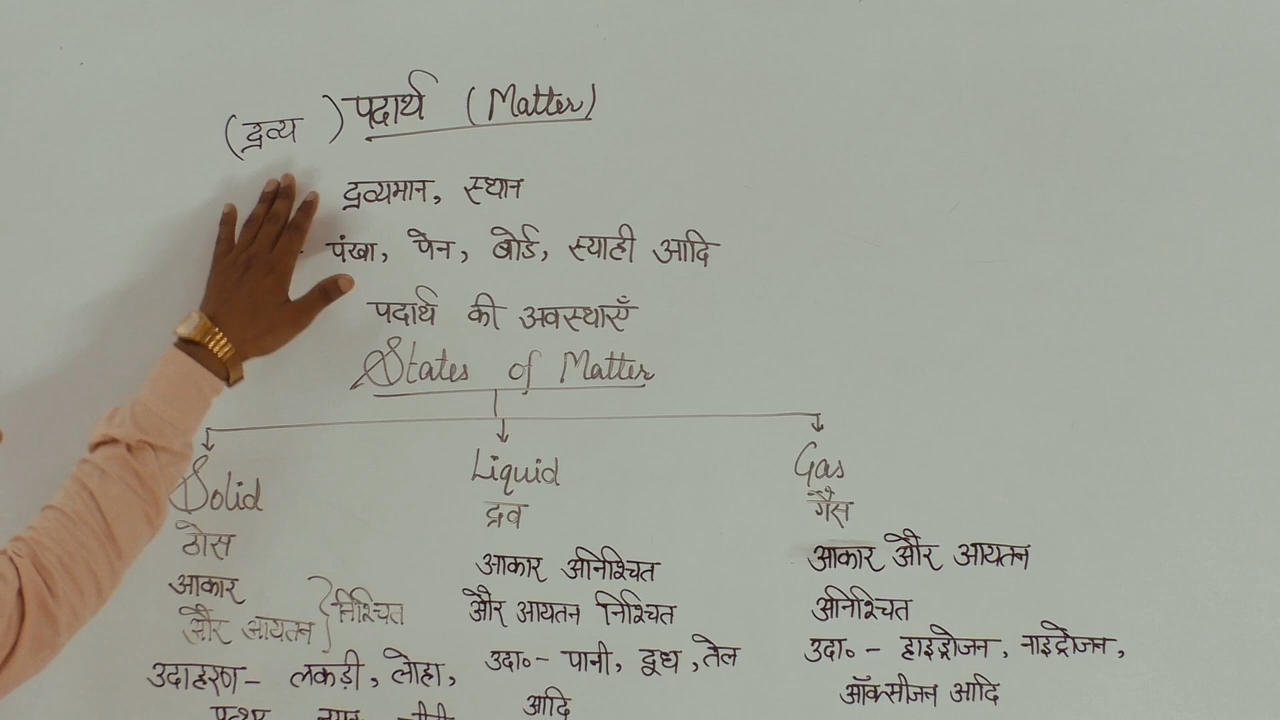 (द्रव्य ) पदार्थ (Matter)
द्रव्यमान, स्थान
पंखा, पेन, बोर्ड, स्याही आदि
पदार्थ की अवस्थाएँ
States of Matter
Solid
ठोस
आकार
और आयतन } निश्चित
उदाहरण- लकड़ी, लोहा,
पत्थर
Liquid
द्रव
आकार अनिश्चित
और आयतन निश्चित
उदा०- पानी, दूध, तेल
आदि
Gas
गैस
आकार और आयतन
अनिश्चित
उदा० - हाइड्रोजन, नाइट्रोजन,
ऑक्सीजन आदि